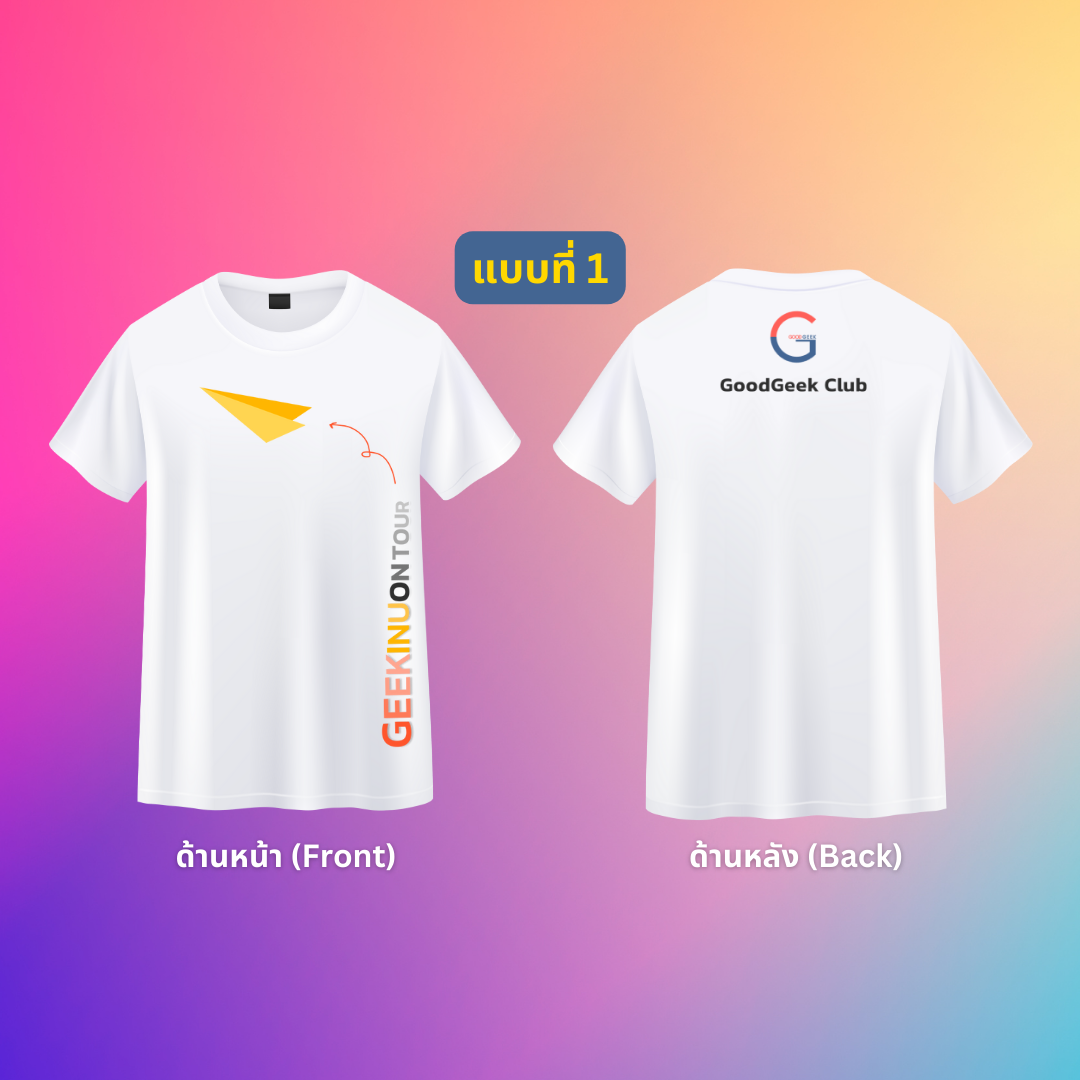 แบบที่ 1
GEEKINUONTOUR
GOODGEEK
GoodGeek Club
ด้านหน้า (Front)
ด้านหลัง (Back)